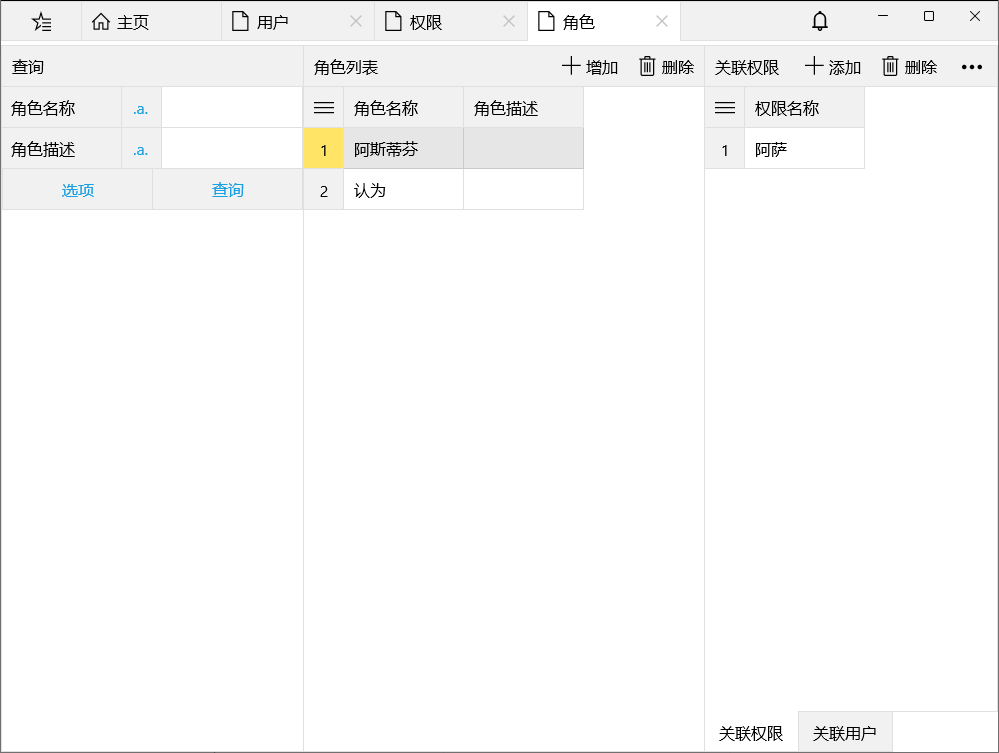 主页 用户 权限 角色
查询
角色名称 .a.
角色描述 .a.
选项 查询
角色列表 增加 删除
角色名称 角色描述
1 阿斯蒂芬
2 认为
关联权限 添加 删除
权限名称
1 阿萨
关联权限 关联用户